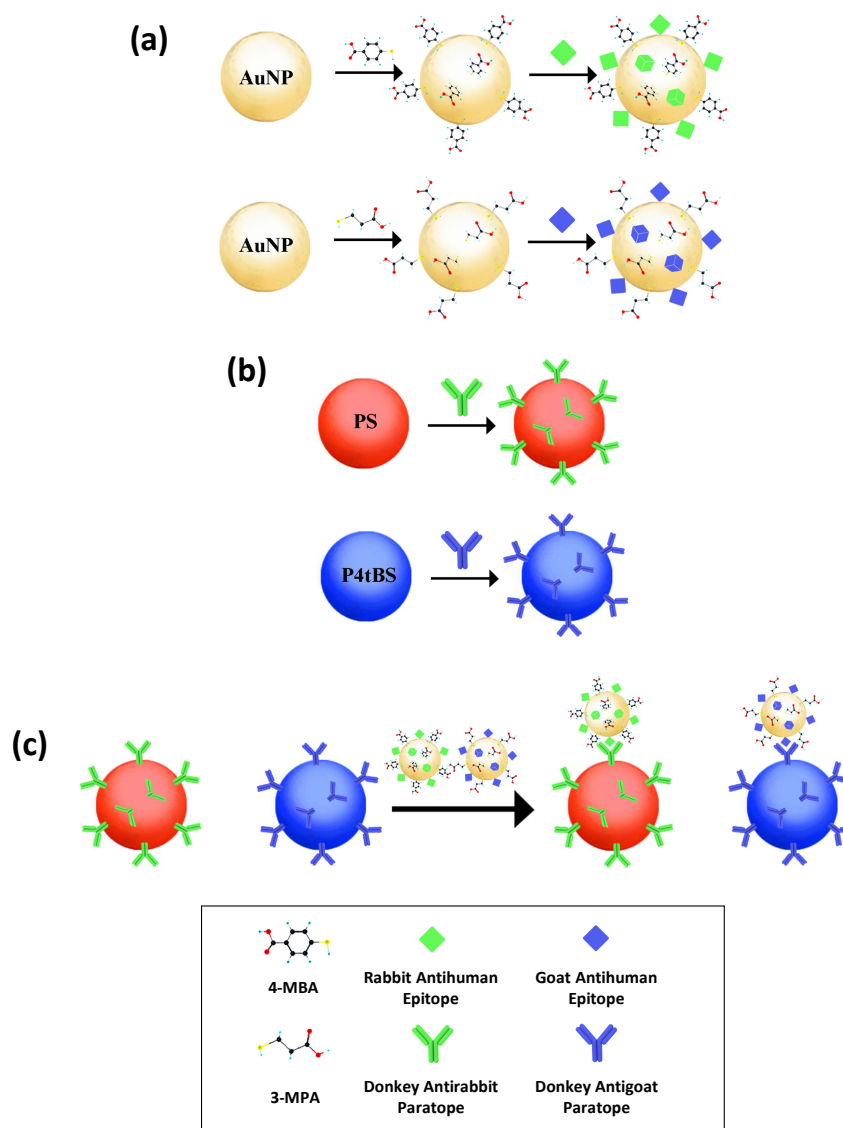 (a)
AuNP
AuNP
(b)
PS
P4tBS
(c)
4-MBA
Rabbit Antihuman
Epitope
Goat Antihuman
Epitope
3-MPA
Donkey Antirabbit
Paratope
Donkey Antigoat
Paratope